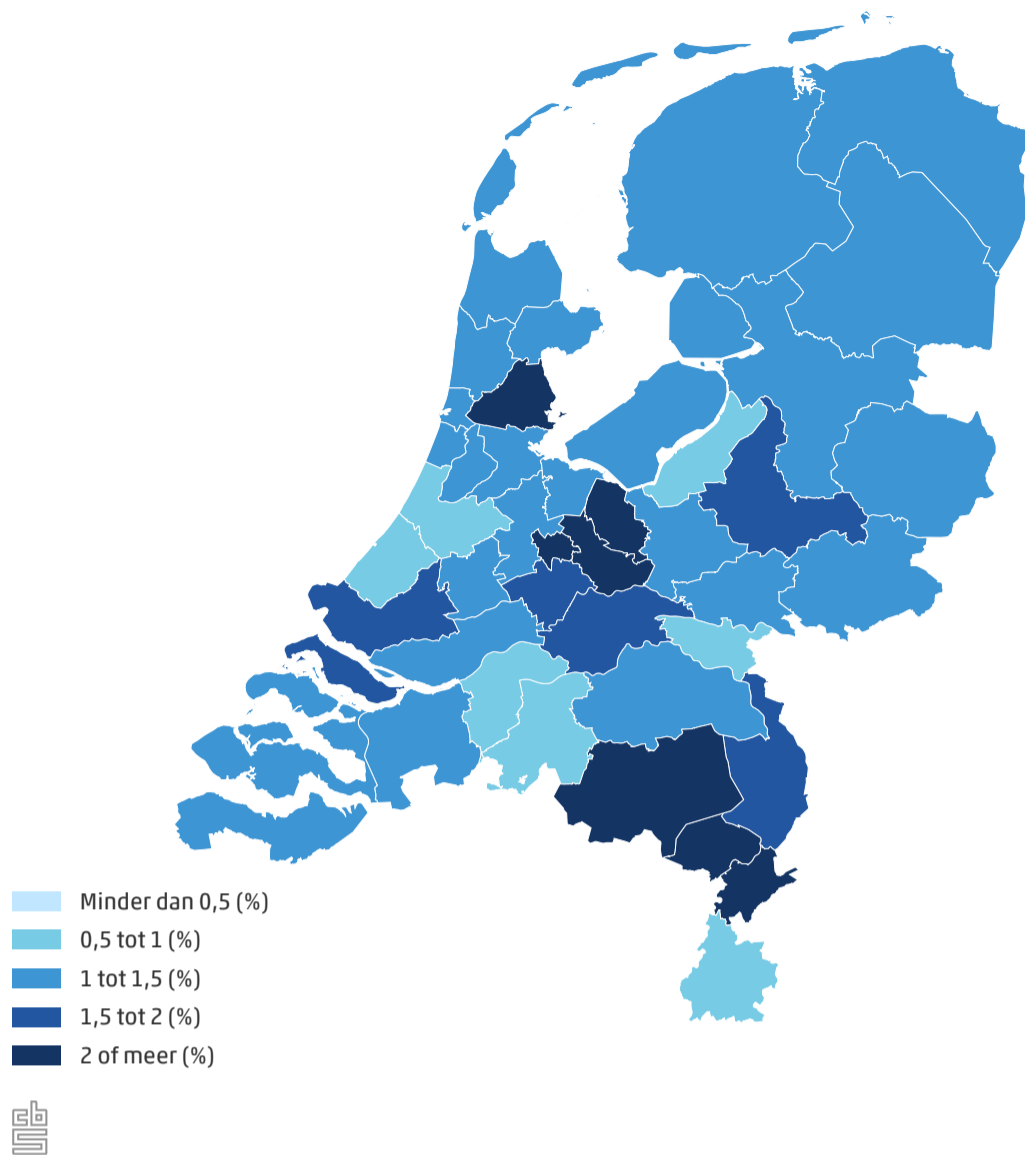 Minder dan 0,5 (%)
0,5 tot 1 (%)
1 tot 1,5 (%)
1,5 tot 2 (%)
2 of meer (%)
cbs